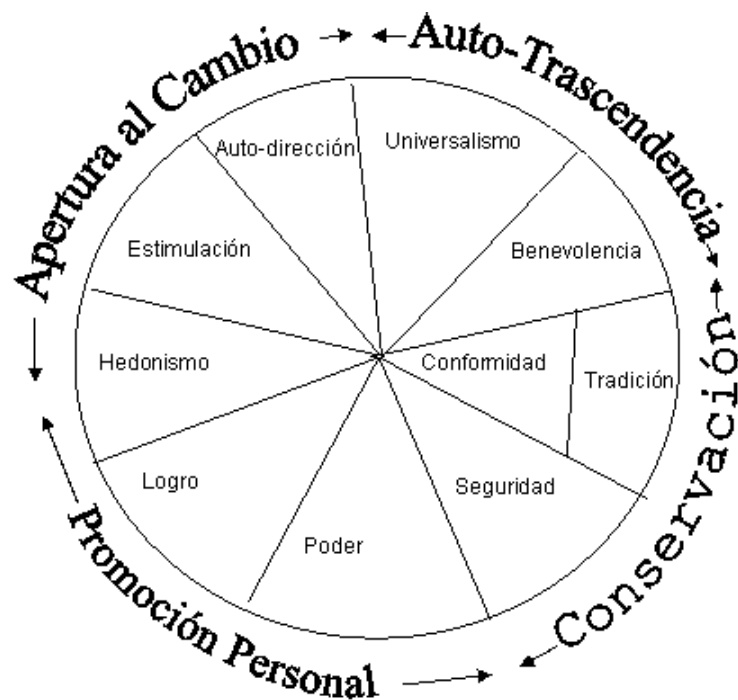 Apertura al Cambio
Auto-Trascendencia
Auto-dirección
Universalismo
Estimulación
Benevolencia
Hedonismo
Conformidad
Tradición
Logro
Seguridad
Poder
Promoción Personal
Conservación